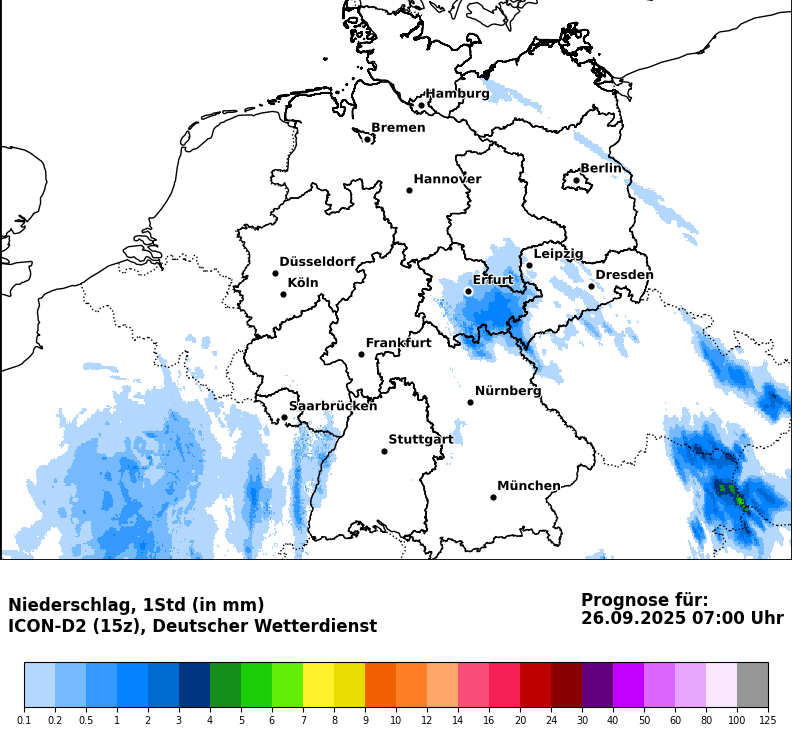 Hamburg
Bremen
Berlin
Hannover
Leipzig
Düsseldorf
Dresden
Erfurt
Köln
Frankfurt
Nürnberg
Saarbrücken
Stuttgart
München
Niederschlag, 1Std (in mm)
ICON-D2 (15z), Deutscher Wetterdienst
Prognose für:
26.09.2025 07:00 Uhr
0.1 0.2 0.5 1 2 3 4 5 6 7 8 9 10 12 14 16 20 24 30 40 50 60 80 100 125